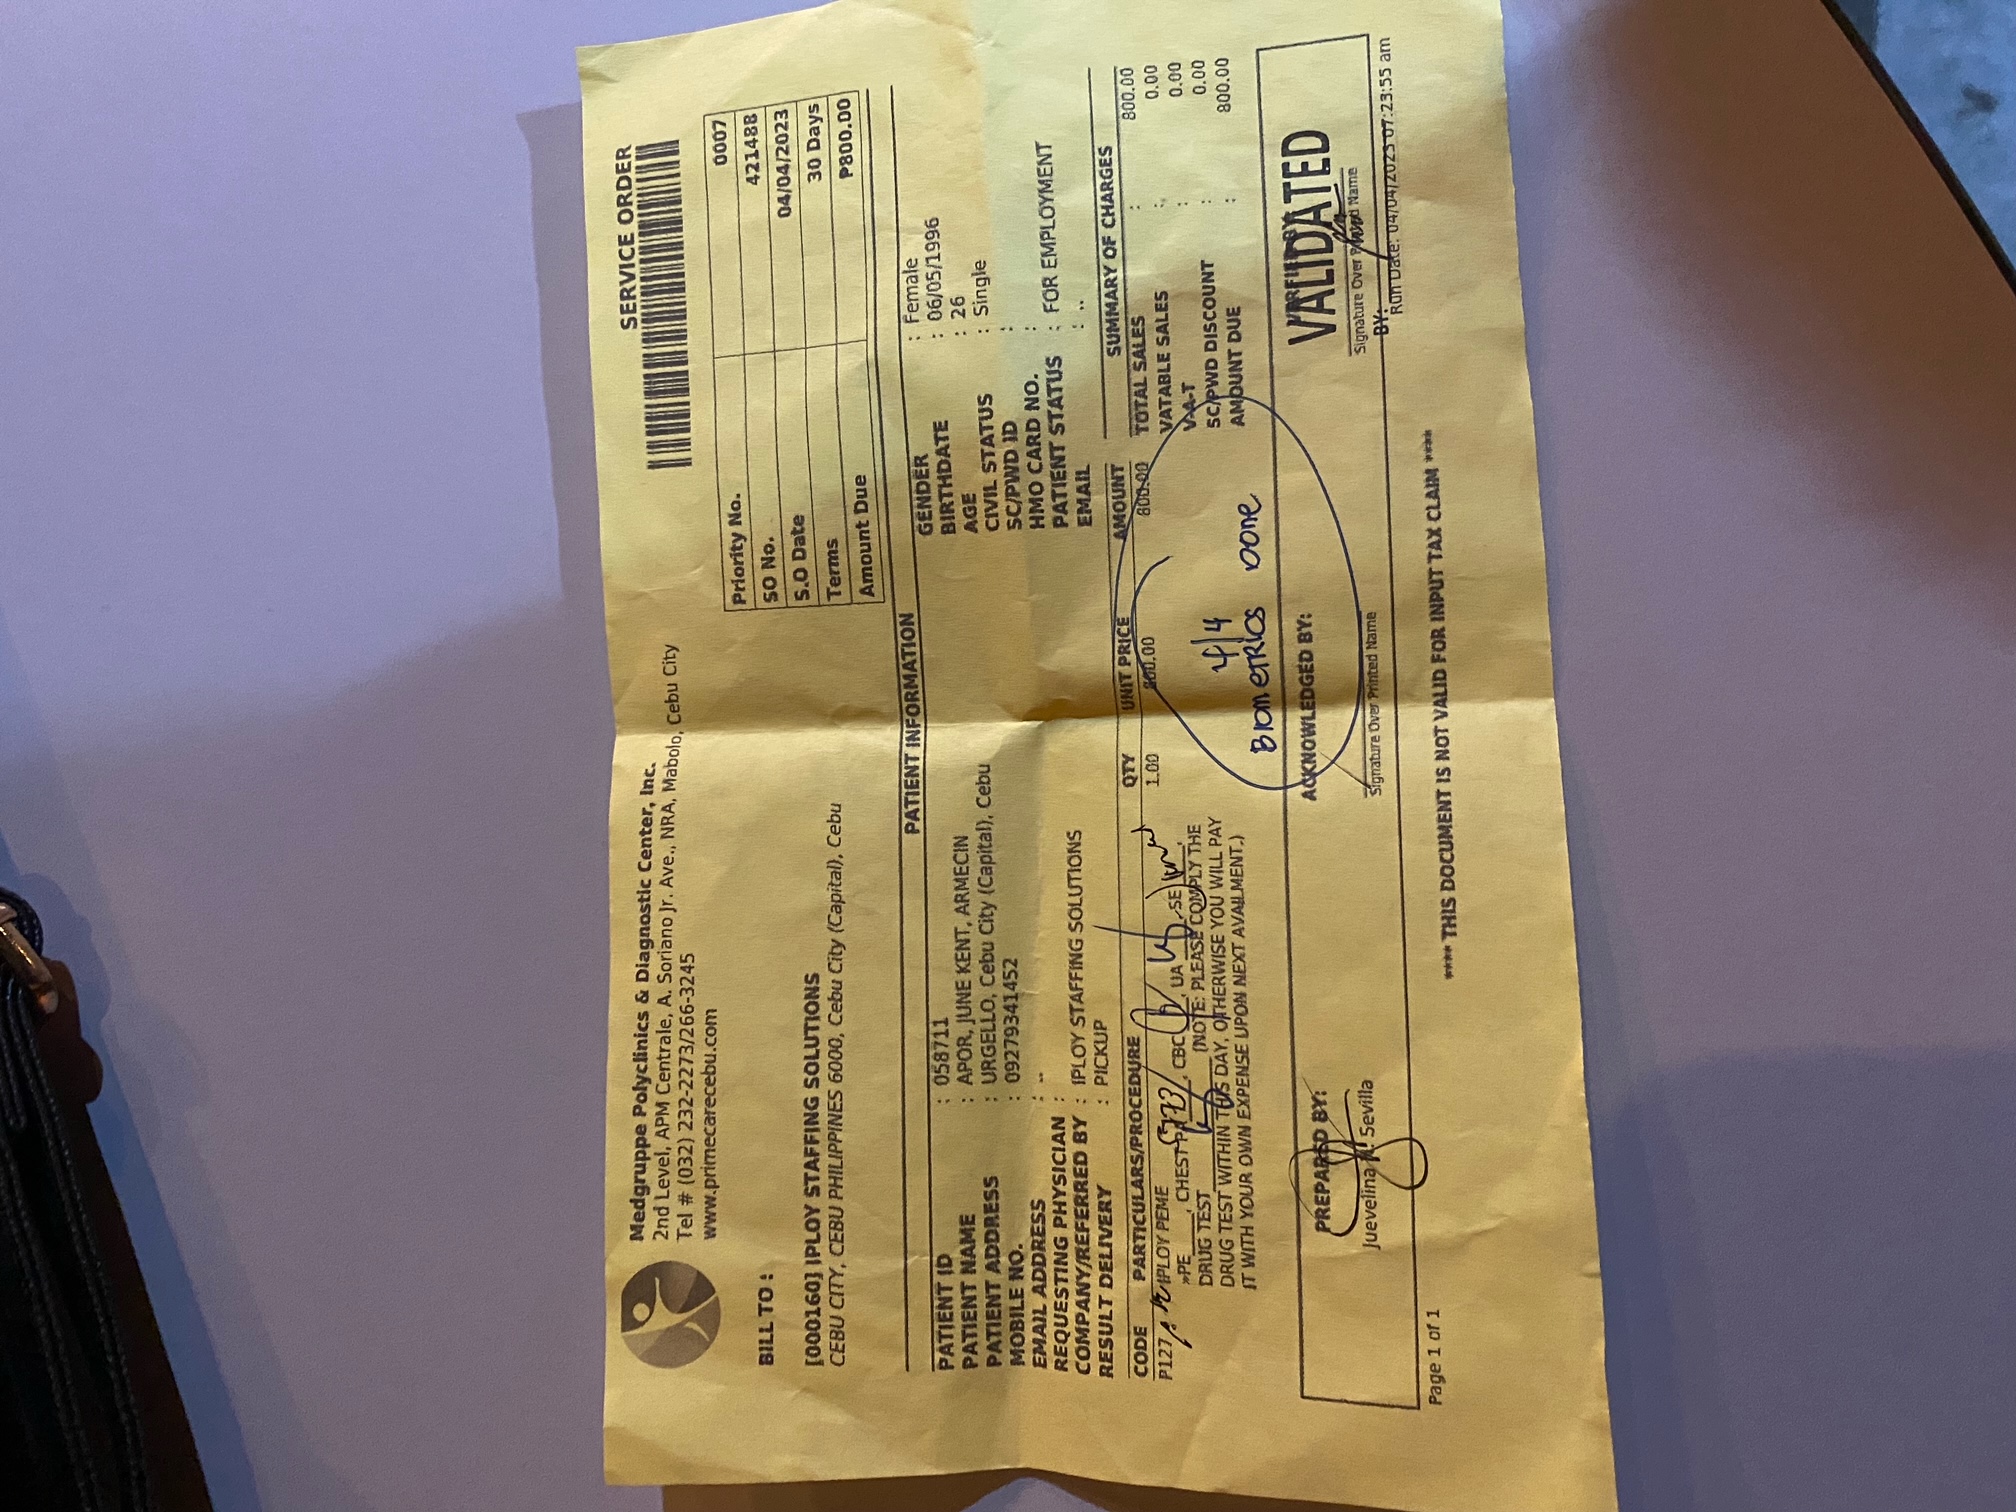 Medgruppe Polyclinics & Diagnostic Center, Inc.
2nd Level, APM Centrale, A. Soriano Jr. Ave., NRA, Mabolo, Cebu City
Tel # (032) 232-2273/266-3245
www.primecarecebu.com
SERVICE ORDER
BILL TO :
[000160] IPLOY STAFFING SOLUTIONS
CEBU CITY, CEBU PHILIPPINES 6000, Cebu City (Capital), Cebu
Priority No. 0007
SO No. 421488
S.O Date 04/04/2023
Terms 30 Days
Amount Due P800.00
PATIENT INFORMATION
PATIENT ID : 058711
PATIENT NAME : APOR, JUNE KENT, ARMECIN
PATIENT ADDRESS : URGELLO, Cebu City (Capital), Cebu
MOBILE NO. : 09279341452
EMAIL ADDRESS : --
REQUESTING PHYSICIAN :
COMPANY/REFERRED BY : IPLOY STAFFING SOLUTIONS
RESULT DELIVERY : PICKUP
GENDER : Female
BIRTHDATE : 06/05/1996
AGE : 26
CIVIL STATUS : Single
SC/PWD ID :
HMO CARD NO. :
PATIENT STATUS : FOR EMPLOYMENT
EMAIL : --
CODE PARTICULARS/PROCEDURE QTY UNIT PRICE AMOUNT
P127 IPLOY PEME 1.00 800.00 800.00
»PE____, CHEST PA, CBC, UA, SE
DRUG TEST (NOTE: PLEASE COMPLY THE
DRUG TEST WITHIN THIS DAY, OTHERWISE YOU WILL PAY
IT WITH YOUR OWN EXPENSE UPON NEXT AVAILMENT.)
SUMMARY OF CHARGES
TOTAL SALES : 800.00
VATABLE SALES : 0.00
V-A-T : 0.00
SC/PWD DISCOUNT : 0.00
AMOUNT DUE : 800.00
4/4
BIOMETRICS DONE
PREPARED BY:
Juevelina M. Sevilla
ACKNOWLEDGED BY:
Signature Over Printed Name
VERIFIED BY:
VALIDATED
Signature Over Printed Name
BY:
Run Date: 04/04/2023 07:23:55 am
Page 1 of 1
**** THIS DOCUMENT IS NOT VALID FOR INPUT TAX CLAIM ****